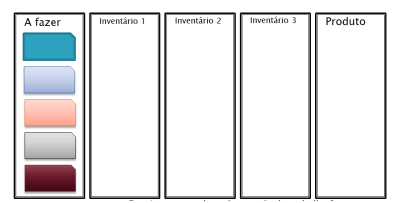 A fazer
Inventário 1
Inventário 2
Inventário 3
Produto